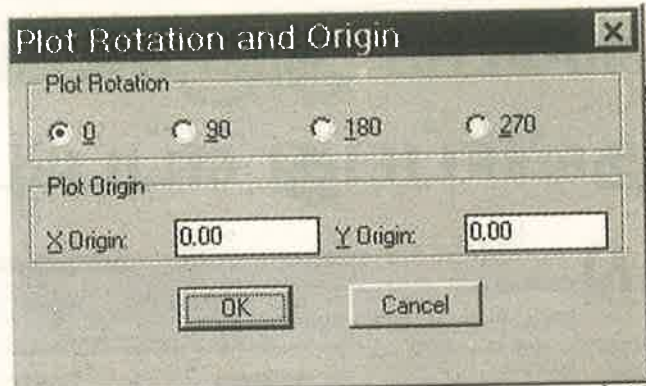 Plot Rotation and Origin
Plot Rotation
0 90 180 270
Plot Origin
X Origin: 0.00 Y Origin: 0.00
OK Cancel